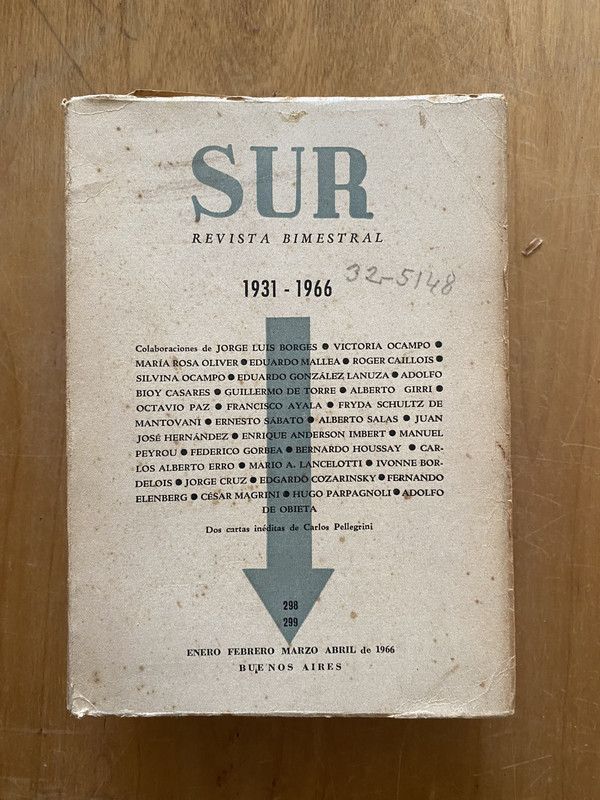 SUR
REVISTA BIMESTRAL
1931 - 1966
32-5148
Colaboraciones de JORGE LUIS BORGES ● VICTORIA OCAMPO ●
MARÍA ROSA OLIVER ● EDUARDO MALLEA ● ROGER CAILLOIS ●
SILVINA OCAMPO ● EDUARDO GONZÁLEZ LANUZA ● ADOLFO
BIOY CASARES ● GUILLERMO DE TORRE ● ALBERTO GIRRI ●
OCTAVIO PAZ ● FRANCISCO AYALA ● FRYDA SCHULTZ DE
MANTOVANI ● ERNESTO SÁBATO ● ALBERTO SALAS ● JUAN
JOSÉ HERNÁNDEZ ● ENRIQUE ANDERSON IMBERT ● MANUEL
PEYROU ● FEDERICO GORBEA ● BERNARDO HOUSSAY ● CAR-
LOS ALBERTO ERRO ● MARIO A. LANCELOTTI ● IVONNE BOR-
DELOIS ● JORGE CRUZ ● EDGARDO COZARINSKY ● FERNANDO
ELENBERG ● CÉSAR MAGRINI ● HUGO PARPAGNOLI ● ADOLFO
DE OBIETA
Dos cartas inéditas de Carlos Pellegrini
298
299
ENERO FEBRERO MARZO ABRIL de 1966
BUENOS AIRES